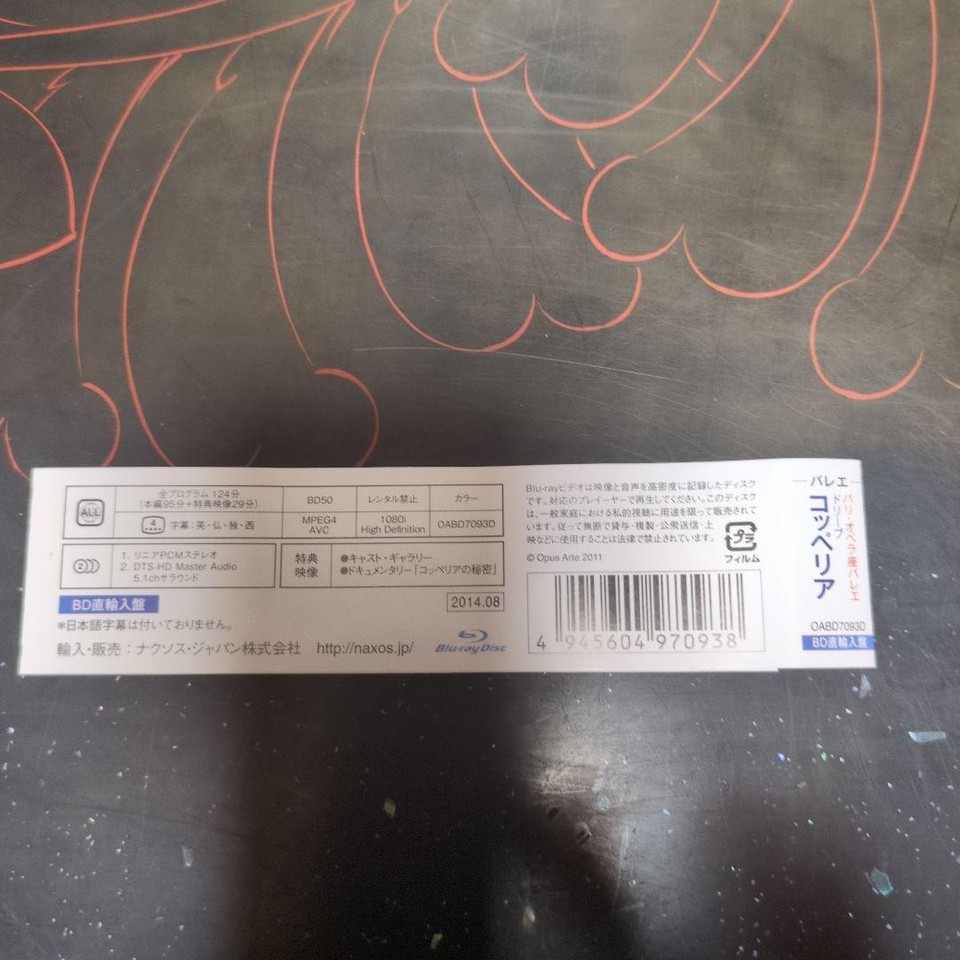 ALL
全プログラム 124分
(本編95分+特典映像29分)
BD50
レンタル禁止
カラー
4
字幕:英・仏・独・西
MPEG4
AVC
1080i
High Definition
OABD7093D
2
1. リニアPCMステレオ
2. DTS-HD Master Audio
5.1chサラウンド
特典
映像
●キャスト・ギャラリー
●ドキュメンタリー「コッペリアの秘密」
BD直輸入盤
2014.08
*日本語字幕は付いておりません。
輸入・販売:ナクソス・ジャパン株式会社 http://naxos.jp/
Blu-ray Disc
Blu-rayビデオは映像と音声を高密度に記録したディスク
です。対応のプレーヤーで再生してください。このディスク
は、一般家庭における私的視聴に用途を限って販売されて
います。従って無断で貸与・複製・公衆送信・上
映などに使用することは法律で禁止されています。
© Opus Arte 2011
プラ
フィルム
4 945604 970938
バレエ
パリ・オペラ座バレエ
ドリーブ
コッペリア
OABD7093D
BD直輸入盤